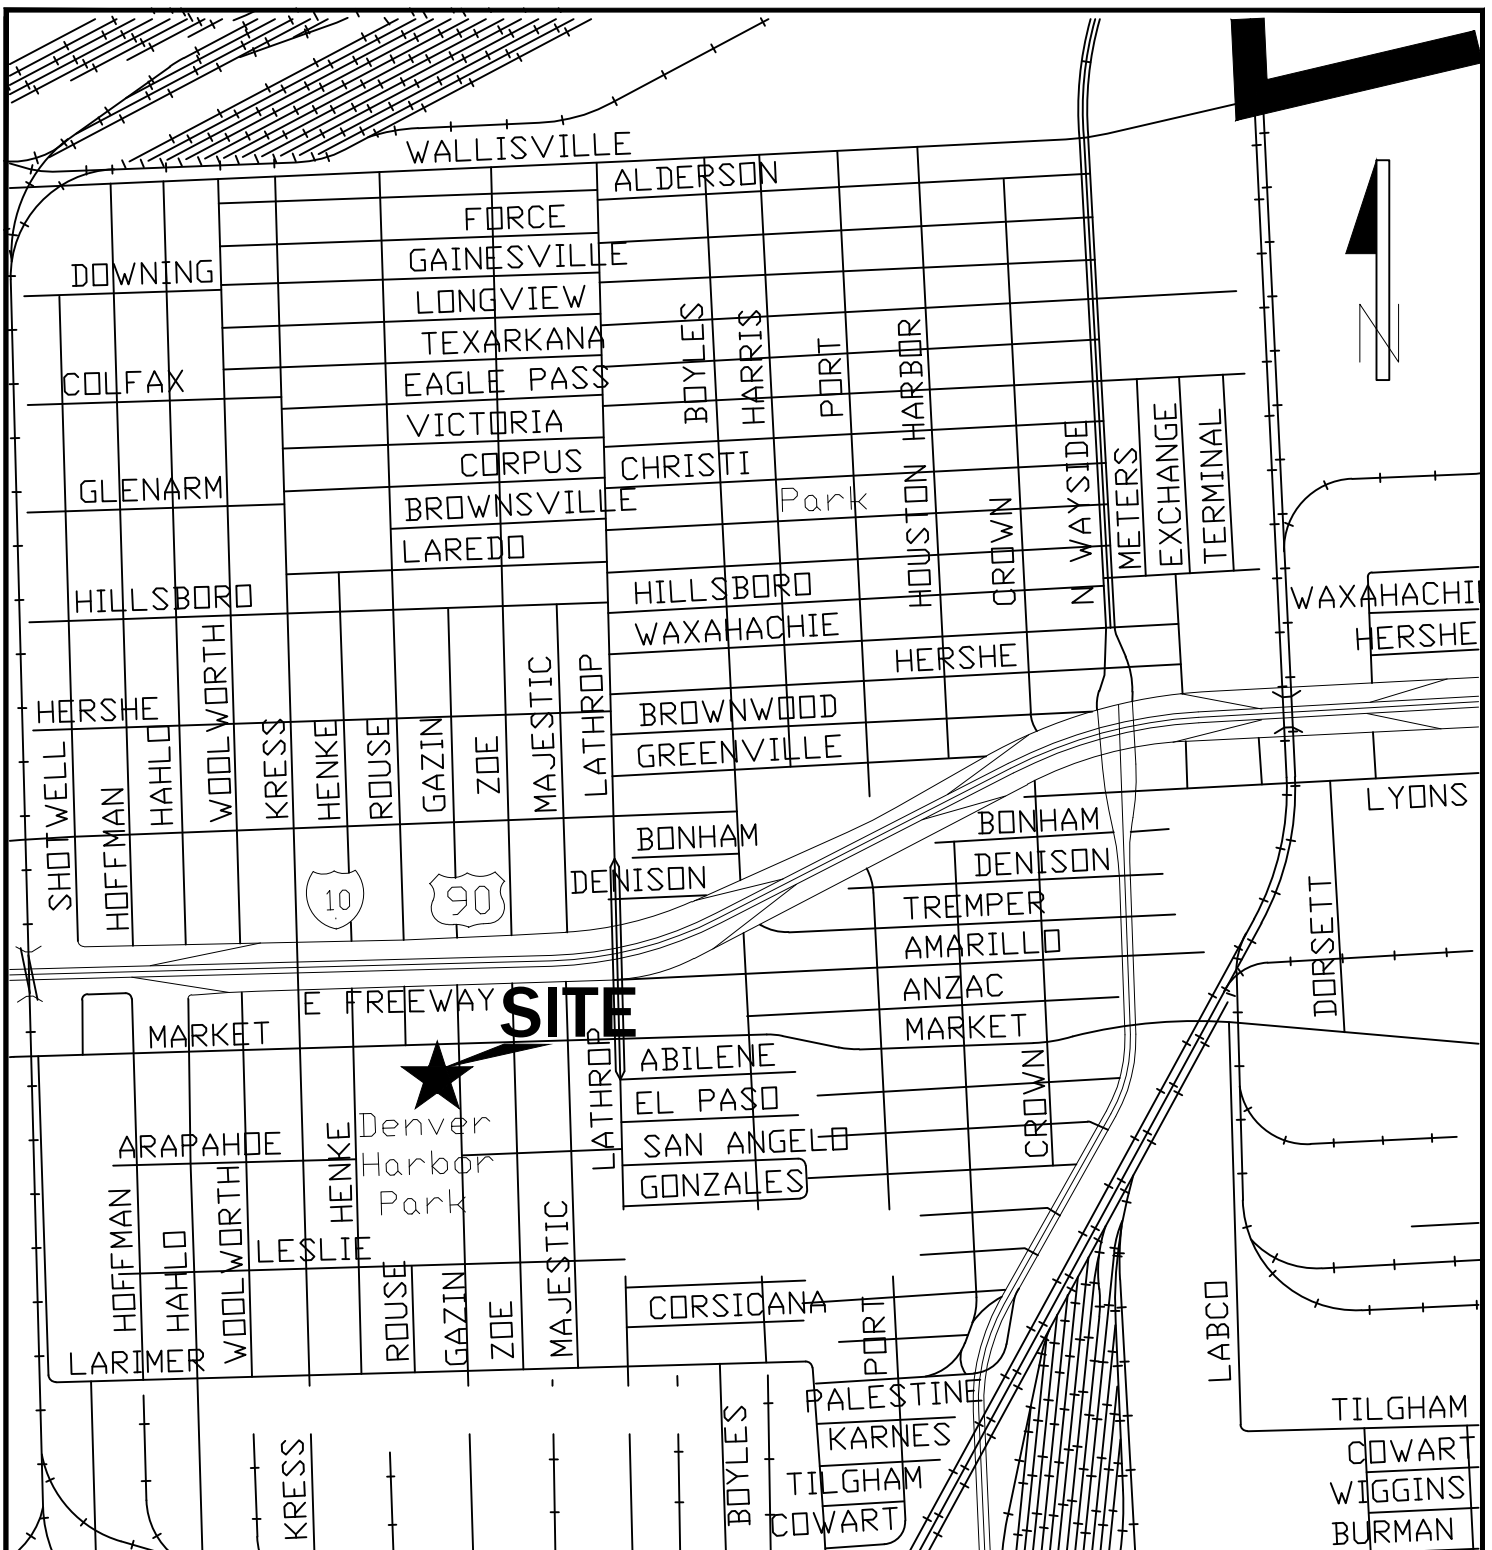 WALLISVILLE
ALDERSON
FORCE
GAINESVILLE
DOWNING
LONGVIEW
TEXARKANA
EAGLE PASS
COLFAX
VICTORIA
CORPUS CHRISTI
GLENARM
BROWNSVILLE
LAREDO
BOYLES
HARRIS
PORT
HOUSTON HARBOR
CROWN
N WAYSIDE
METERS
EXCHANGE
TERMINAL
Park
N
HILLSBORO
HILLSBORO
WAXAHACHIE
HERSHE
WAXAHACHI
HERSHE
HERSHE
BROWNWOOD
GREENVILLE
SHOTWELL
HOFFMAN
HAHLO
WOOLWORTH
KRESS
HENKE
ROUSE
GAZIN
ZOE
MAJESTIC
LATHROP
LYONS
BONHAM
DENISON
BONHAM
DENISON
10
90
TREMPER
AMARILLO
ANZAC
MARKET
DORSETT
E FREEWAY
SITE
MARKET
LATHROP
ABILENE
EL PASO
SAN ANGELO
GONZALES
CROWN
Denver
Harbor
Park
ARAPAHOE
HENKE
HOFFMAN
HAHLO
WOOLWORTH
LESLIE
ROUSE
GAZIN
ZOE
MAJESTIC
CORSICANA
PORT
LABCO
LARIMER
PALESTINE
KARNES
TILGHAM
COWART
KRESS
BOYLES
TILGHAM
COWART
WIGGINS
BURMAN